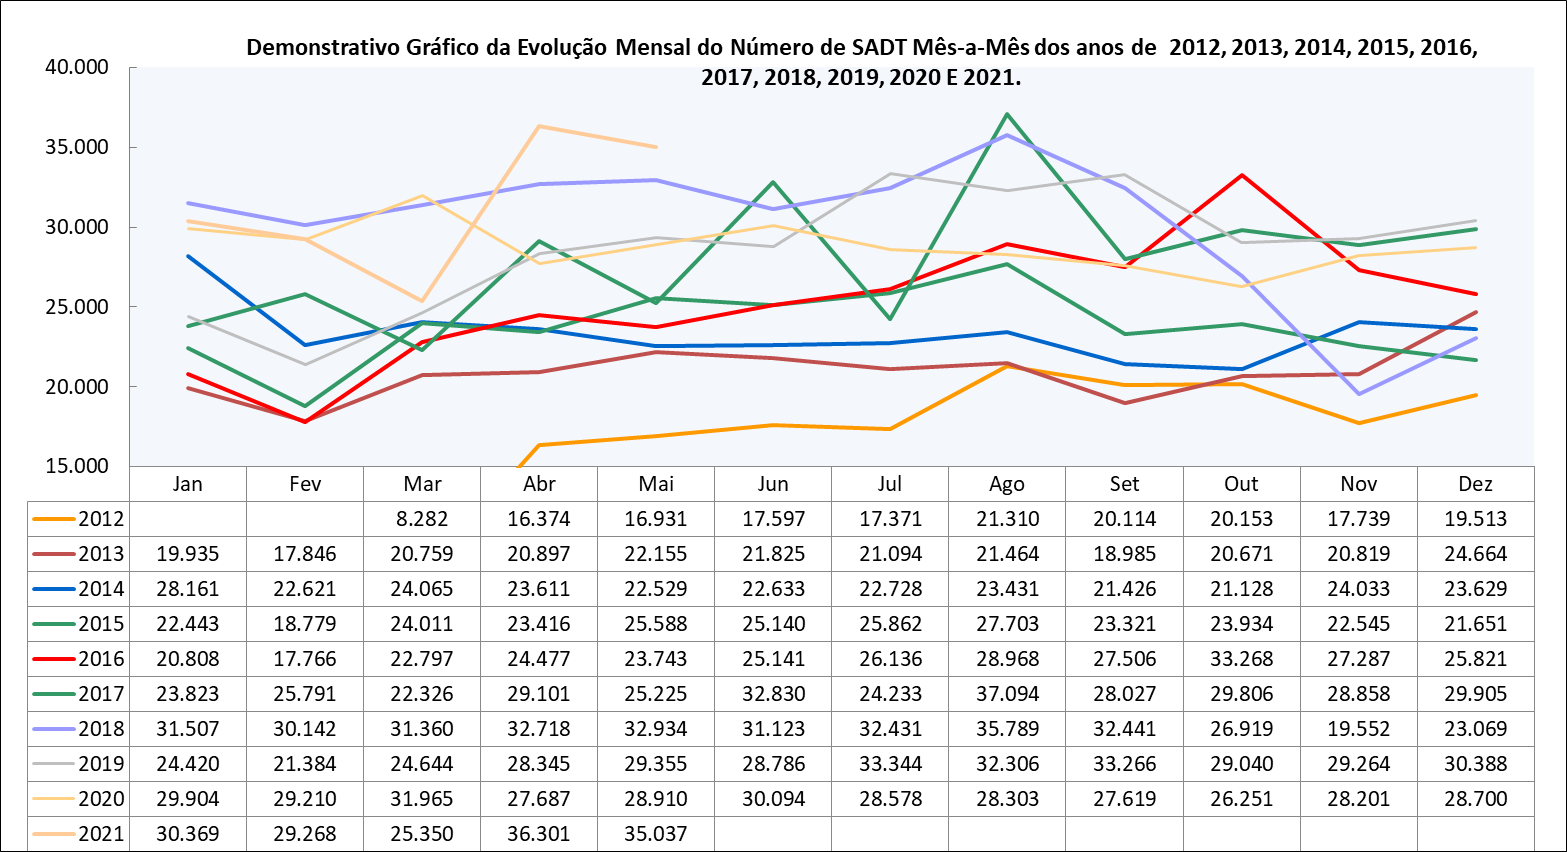 Demonstrativo Gráfico da Evolução Mensal do Número de SADT Mês-a-Mês dos anos de 2012, 2013, 2014, 2015, 2016,
2017, 2018, 2019, 2020 E 2021.
40.000
35.000
30.000
25.000
20.000
15.000
Jan Fev Mar Abr Mai Jun Jul Ago Set Out Nov Dez
2012 8.282 16.374 16.931 17.597 17.371 21.310 20.114 20.153 17.739 19.513
2013 19.935 17.846 20.759 20.897 22.155 21.825 21.094 21.464 18.985 20.671 20.819 24.664
2014 28.161 22.621 24.065 23.611 22.529 22.633 22.728 23.431 21.426 21.128 24.033 23.629
2015 22.443 18.779 24.011 23.416 25.588 25.140 25.862 27.703 23.321 23.934 22.545 21.651
2016 20.808 17.766 22.797 24.477 23.743 25.141 26.136 28.968 27.506 33.268 27.287 25.821
2017 23.823 25.791 22.326 29.101 25.225 32.830 24.233 37.094 28.027 29.806 28.858 29.905
2018 31.507 30.142 31.360 32.718 32.934 31.123 32.431 35.789 32.441 26.919 19.552 23.069
2019 24.420 21.384 24.644 28.345 29.355 28.786 33.344 32.306 33.266 29.040 29.264 30.388
2020 29.904 29.210 31.965 27.687 28.910 30.094 28.578 28.303 27.619 26.251 28.201 28.700
2021 30.369 29.268 25.350 36.301 35.037